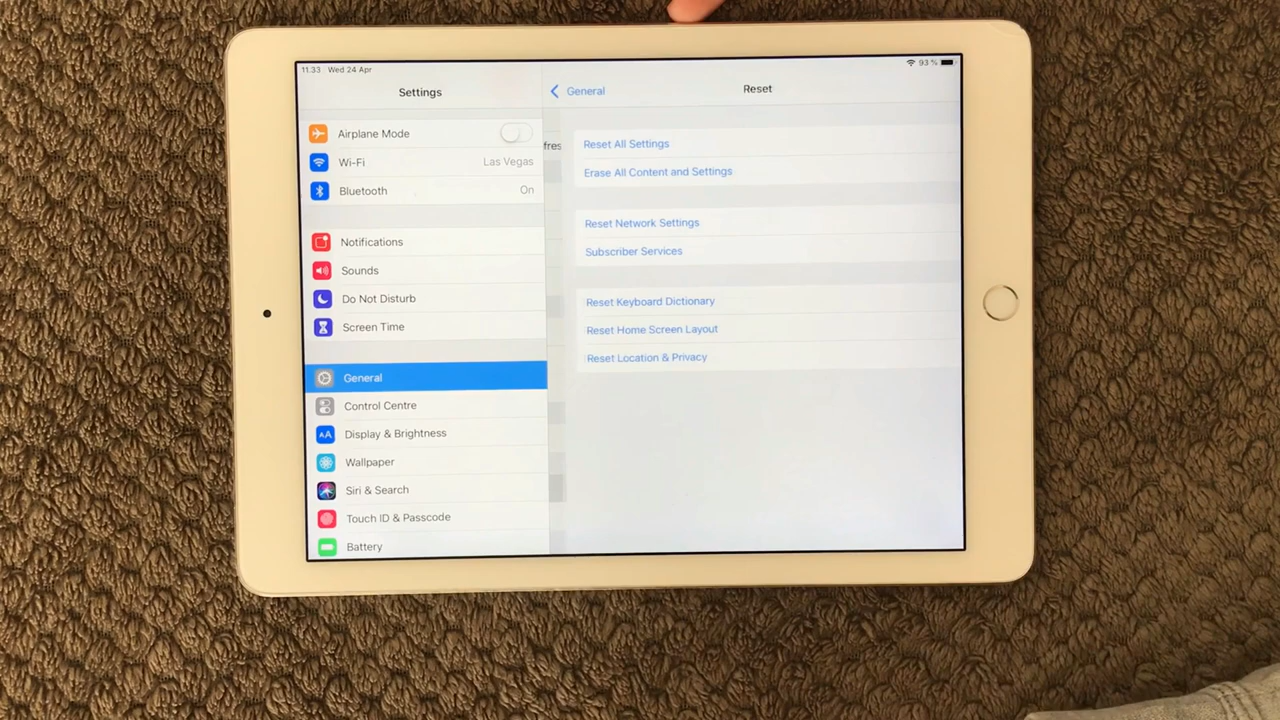 11.33 Wed 24 Apr
93 %
Settings
General
Reset
Airplane Mode
Wi-Fi
Las Vegas
Bluetooth
On
Notifications
Sounds
Do Not Disturb
Screen Time
General
Control Centre
Display & Brightness
AA
Wallpaper
Siri & Search
Touch ID & Passcode
Battery
fres
Reset All Settings
Erase All Content and Settings
Reset Network Settings
Subscriber Services
Reset Keyboard Dictionary
Reset Home Screen Layout
Reset Location & Privacy